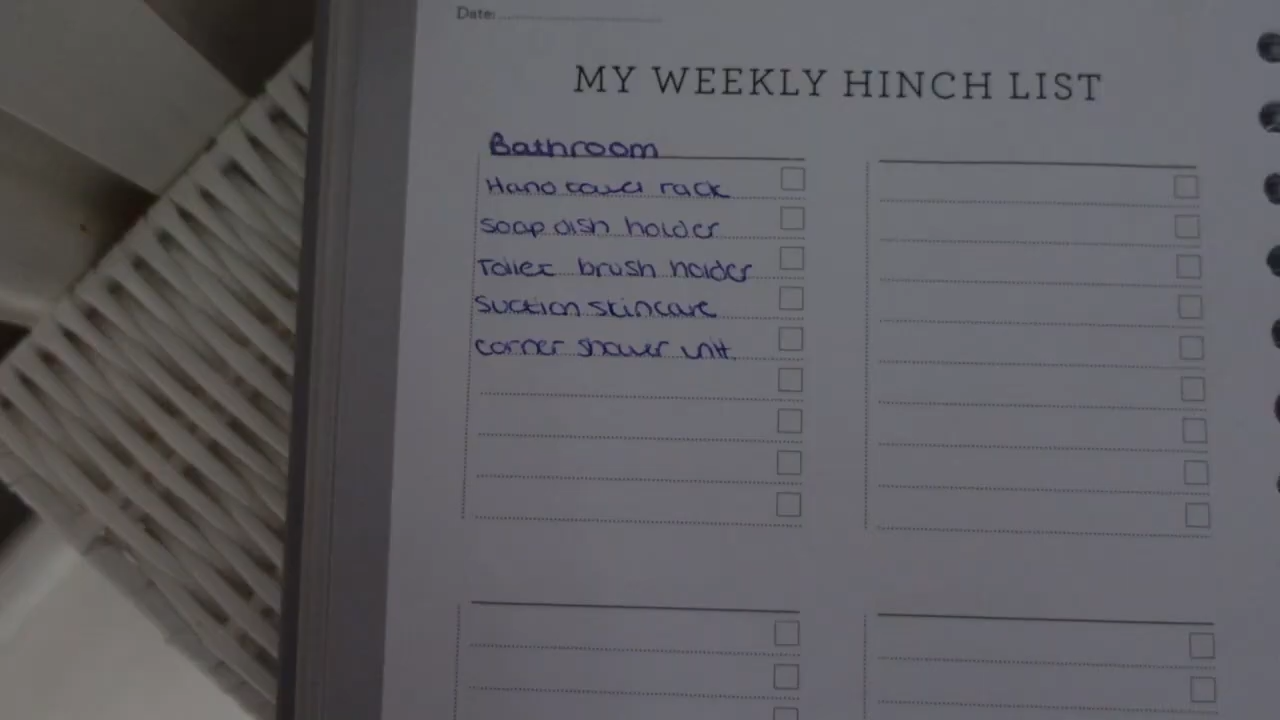 Date:
MY WEEKLY HINCH LIST
Bathroom
Hand towel rack
Soap dish holder
Toilet brush holder
Suction skincare
corner shower unit